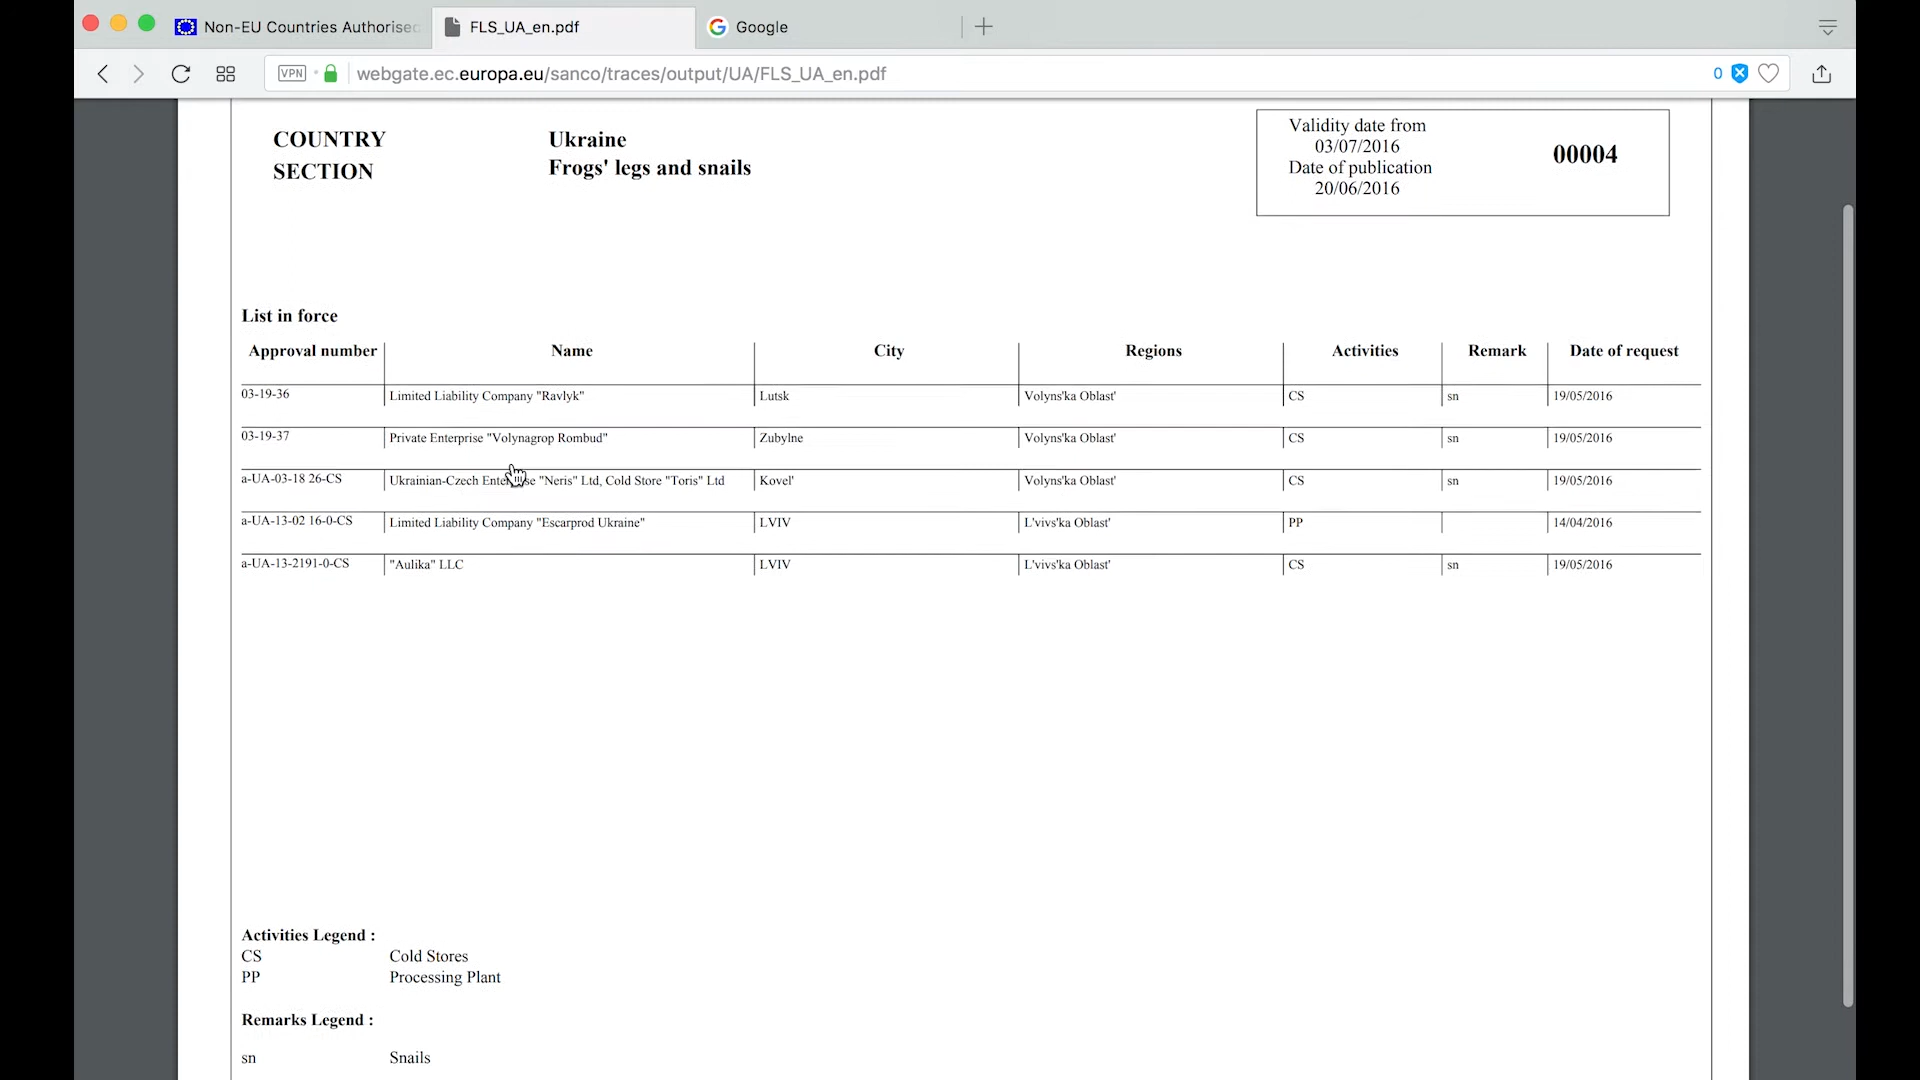 Non-EU Countries Authorised
FLS_UA_en.pdf
Google
VPN
webgate.ec.europa.eu/sanco/traces/output/UA/FLS_UA_en.pdf
0
COUNTRY Ukraine
SECTION Frogs' legs and snails
Validity date from
03/07/2016
Date of publication
20/06/2016
00004
List in force
Approval number Name City Regions Activities Remark Date of request
03-19-36 Limited Liability Company "Ravlyk" Lutsk Volyns'ka Oblast' CS sn 19/05/2016
03-19-37 Private Enterprise "Volynagrop Rombud" Zubylne Volyns'ka Oblast' CS sn 19/05/2016
a-UA-03-18 26-CS Ukrainian-Czech Enterprise "Neris" Ltd, Cold Store "Toris" Ltd Kovel' Volyns'ka Oblast' CS sn 19/05/2016
a-UA-13-02 16-0-CS Limited Liability Company "Escarprod Ukraine" LVIV L'vivs'ka Oblast' PP 14/04/2016
a-UA-13-2191-0-CS "Aulika" LLC LVIV L'vivs'ka Oblast' CS sn 19/05/2016
Activities Legend :
CS Cold Stores
PP Processing Plant
Remarks Legend :
sn Snails